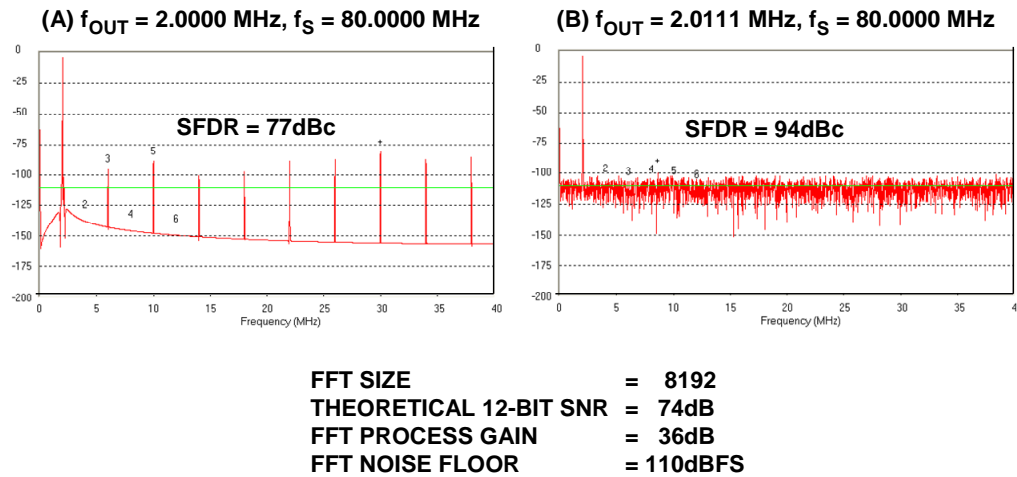 (A) fOUT = 2.0000 MHz, fS = 80.0000 MHz
0
-25
-50
-75
-100
-125
-150
-175
-200
SFDR = 77dBc
2
3
4
5
6
+
0 5 10 15 20 25 30 35 40
Frequency (MHz)
(B) fOUT = 2.0111 MHz, fS = 80.0000 MHz
0
-25
-50
-75
-100
-125
-150
-175
-200
SFDR = 94dBc
2
3
4
+
5
6
0 5 10 15 20 25 30 35 4
Frequency (MHz)
FFT SIZE = 8192
THEORETICAL 12-BIT SNR = 74dB
FFT PROCESS GAIN = 36dB
FFT NOISE FLOOR = 110dBFS